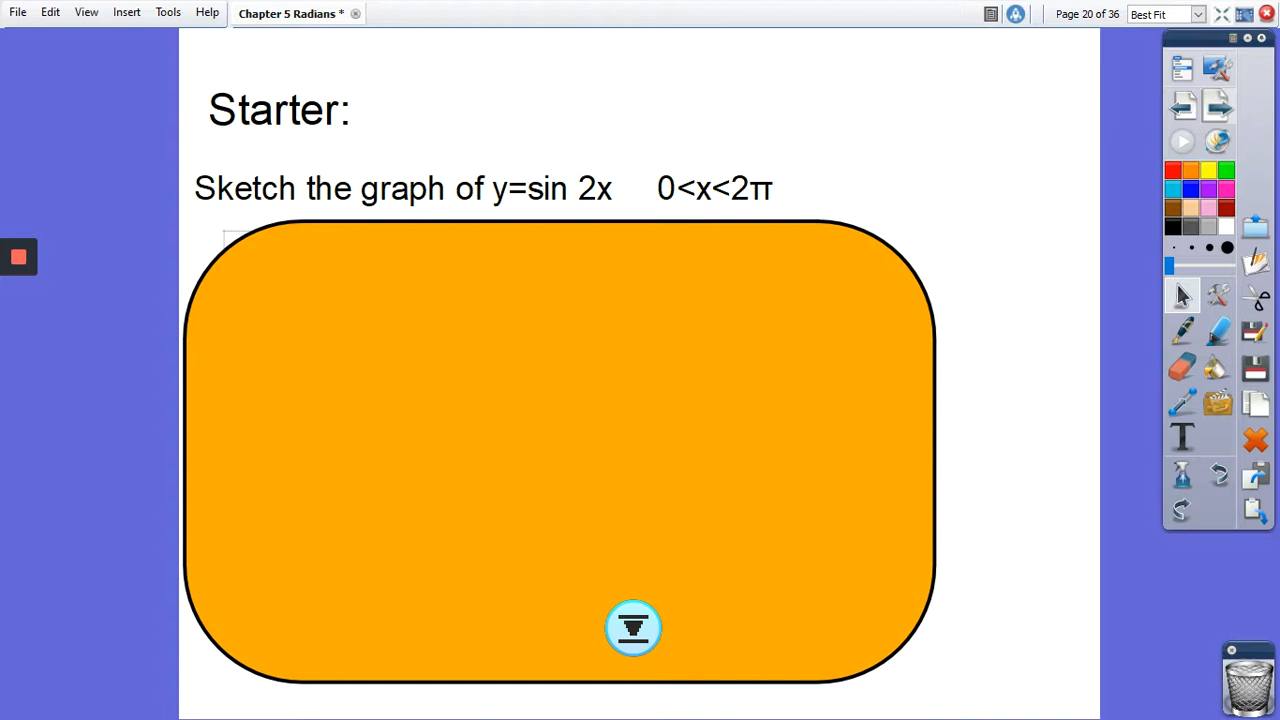 File Edit View Insert Tools Help Chapter 5 Radians * Page 20 of 36 Best Fit
Starter:
Sketch the graph of y=sin 2x 0<x<2π
T